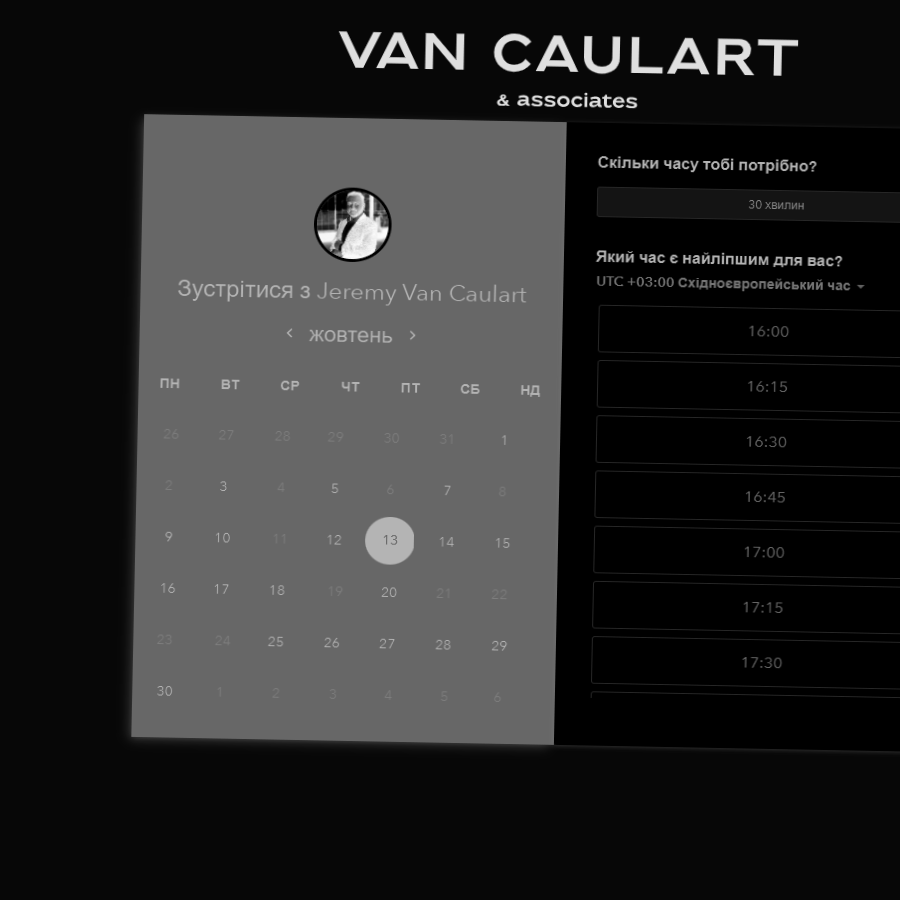 VAN CAULART
& associates
Зустрітися з Jeremy Van Caulart
‹ жовтень ›
ПН ВТ СР ЧТ ПТ СБ НД
26 27 28 29 30 31 1
2 3 4 5 6 7 8
9 10 11 12 13 14 15
16 17 18 19 20 21 22
23 24 25 26 27 28 29
30 1 2 3 4 5 6
Скільки часу тобі потрібно?
30 хвилин
Який час є найліпшим для вас?
UTC +03:00 Східноєвропейський час
16:00
16:15
16:30
16:45
17:00
17:15
17:30